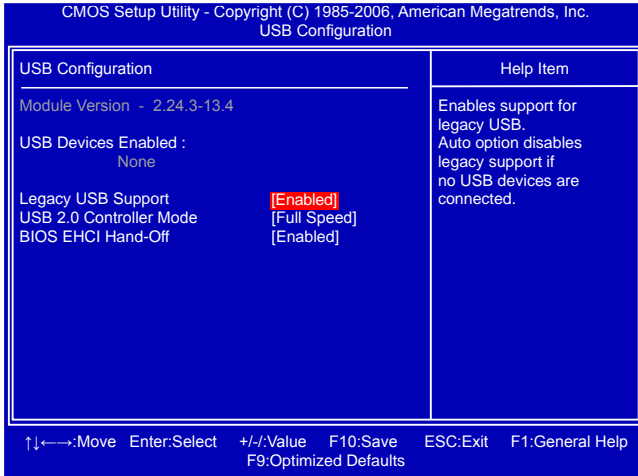 CMOS Setup Utility - Copyright (C) 1985-2006, American Megatrends, Inc.
USB Configuration
USB Configuration
Module Version - 2.24.3-13.4
USB Devices Enabled :
None
Legacy USB Support [Enabled]
USB 2.0 Controller Mode [Full Speed]
BIOS EHCI Hand-Off [Enabled]
Help Item
Enables support for
legacy USB.
Auto option disables
legacy support if
no USB devices are
connected.
↑↓←→:Move Enter:Select +/-/:Value F10:Save ESC:Exit F1:General Help
F9:Optimized Defaults